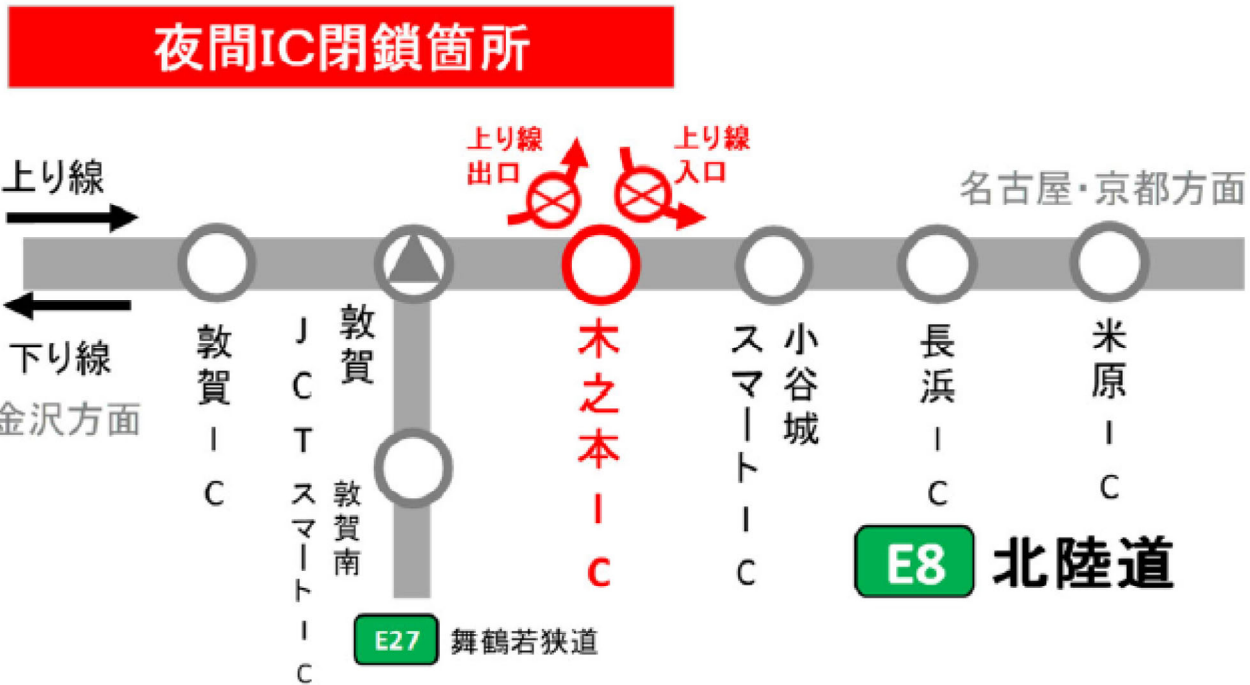 夜間IC閉鎖箇所
上り線
出口
上り線
入口
上り線
名古屋・京都方面
下り線
金沢方面
敦賀IC
敦賀
JCT
敦賀南
スマートIC
木之本IC
小谷城
スマートIC
長浜IC
米原IC
E8 北陸道
E27 舞鶴若狭道